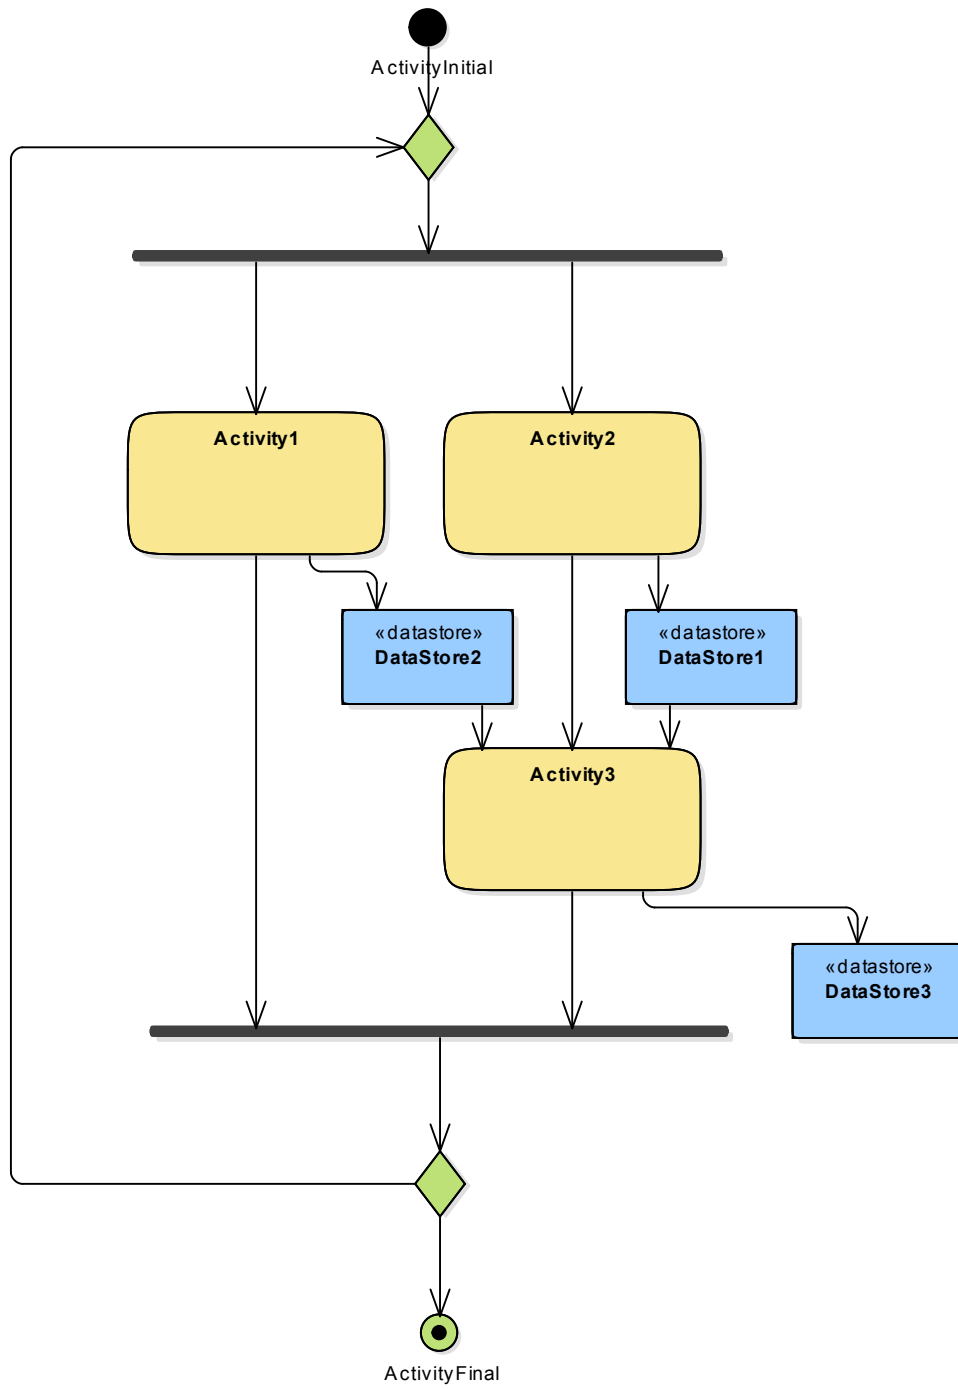 ActivityInitial
Activity1
Activity2
«datastore»
DataStore2
«datastore»
DataStore1
Activity3
«datastore»
DataStore3
ActivityFinal